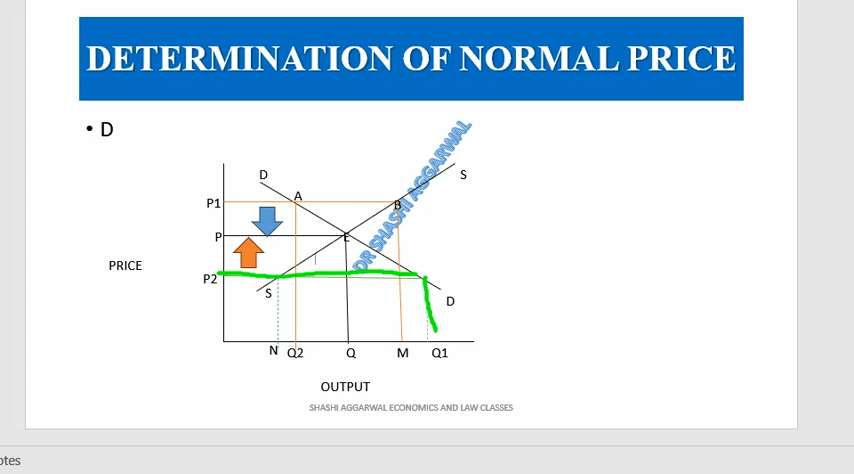 DETERMINATION OF NORMAL PRICE
• D
D
S
A
B
P1
P
E
PRICE
P2
S
D
N Q2 Q M Q1
OUTPUT
DR SHASHI AGGARWAL
SHASHI AGGARWAL ECONOMICS AND LAW CLASSES
otes